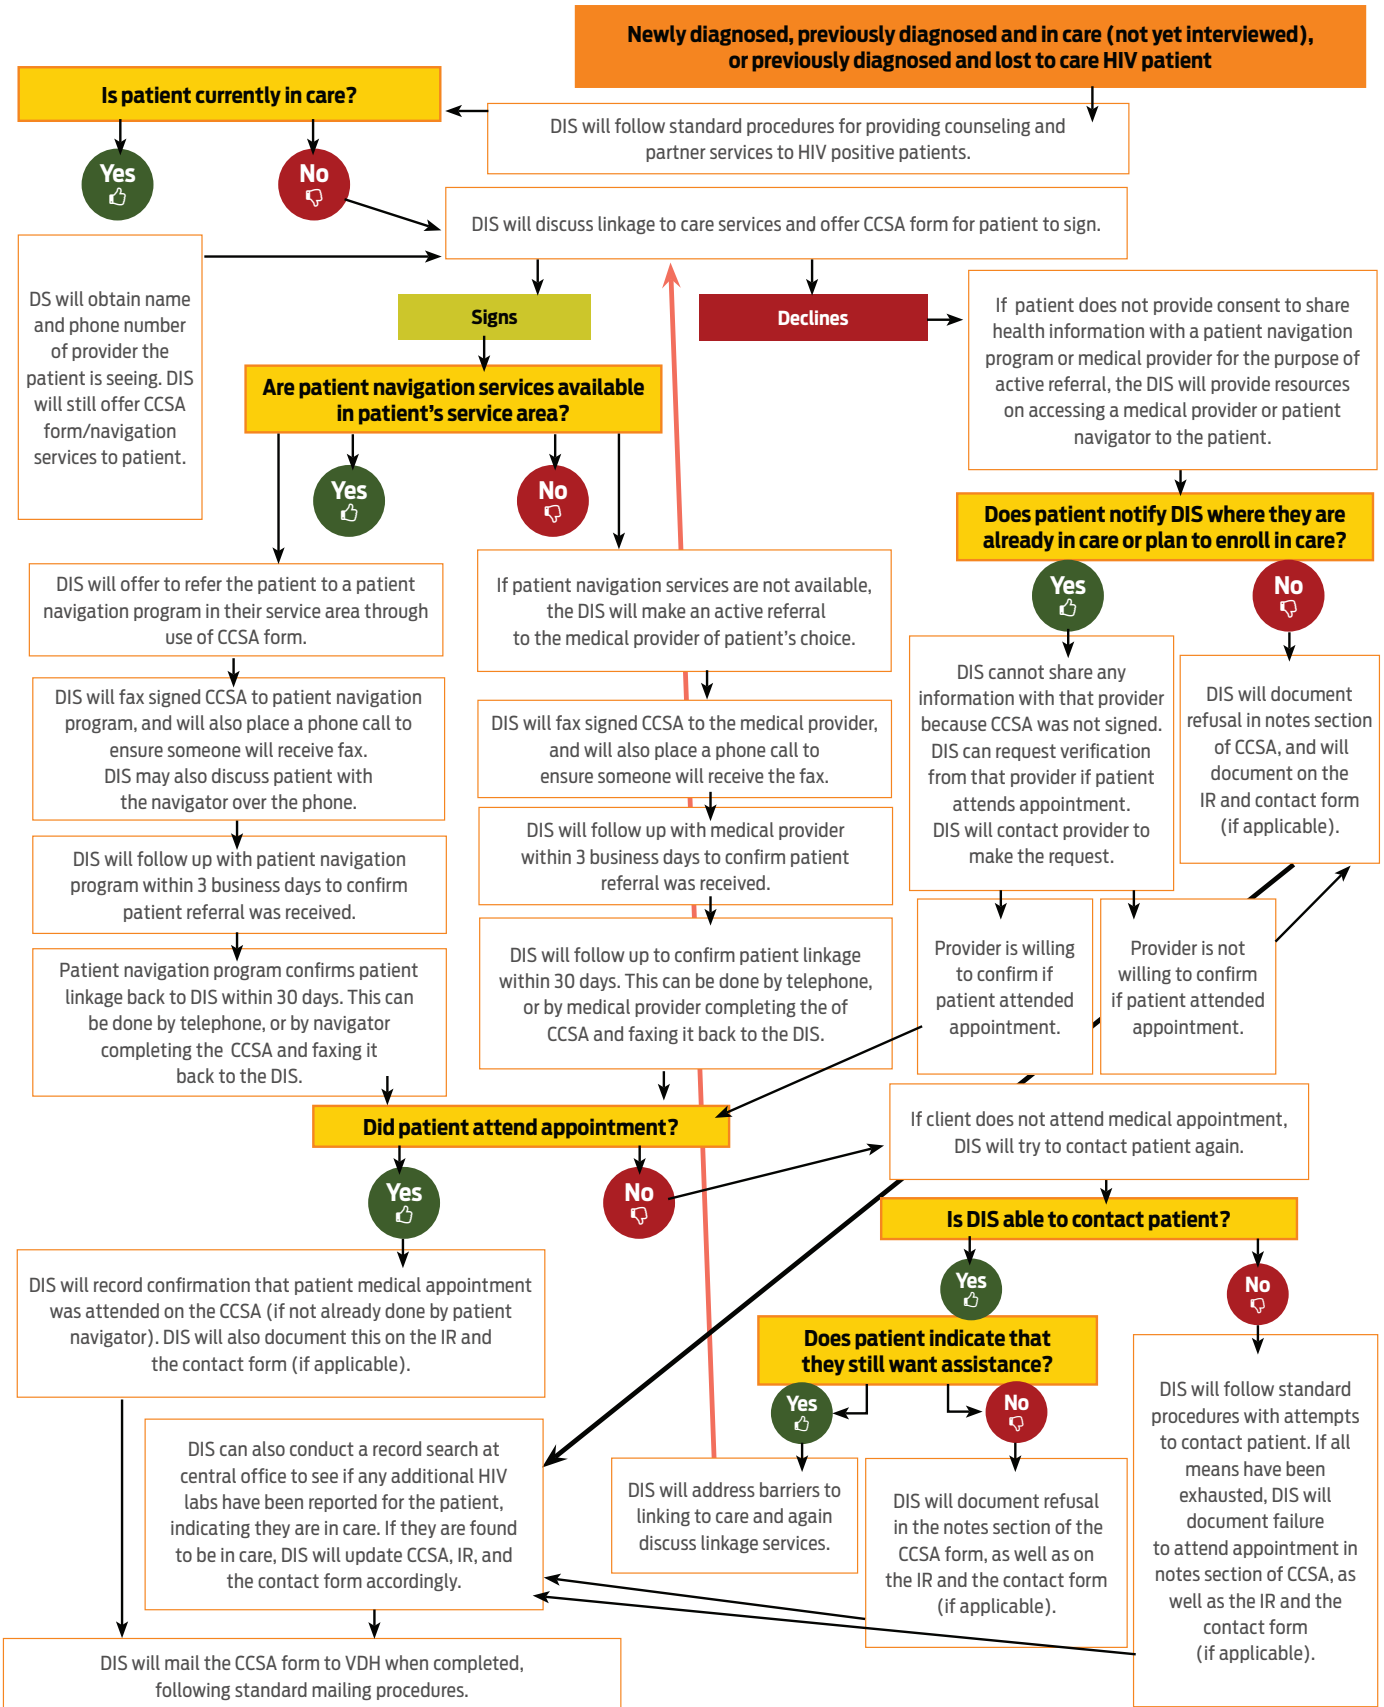 Newly diagnosed, previously diagnosed and in care (not yet interviewed),
or previously diagnosed and lost to care HIV patient
Is patient currently in care?
DIS will follow standard procedures for providing counseling and
partner services to HIV positive patients.
Yes
No
DIS will discuss linkage to care services and offer CCSA form for patient to sign.
DS will obtain name
and phone number
of provider the
patient is seeing. DIS
will still offer CCSA
form/navigation
services to patient.
Signs
Declines
If patient does not provide consent to share
health information with a patient navigation
program or medical provider for the purpose of
active referral, the DIS will provide resources
on accessing a medical provider or patient
navigator to the patient.
Are patient navigation services available
in patient's service area?
Yes
No
Does patient notify DIS where they are
already in care or plan to enroll in care?
Yes
No
DIS will offer to refer the patient to a patient
navigation program in their service area through
use of CCSA form.
If patient navigation services are not available,
the DIS will make an active referral
to the medical provider of patient's choice.
DIS cannot share any
information with that provider
because CCSA was not signed.
DIS can request verification
from that provider if patient
attends appointment.
DIS will contact provider to
make the request.
DIS will document
refusal in notes section
of CCSA, and will
document on the
IR and contact form
(if applicable).
DIS will fax signed CCSA to patient navigation
program, and will also place a phone call to
ensure someone will receive fax.
DIS may also discuss patient with
the navigator over the phone.
DIS will fax signed CCSA to the medical provider,
and will also place a phone call to
ensure someone will receive the fax.
DIS will follow up with patient navigation
program within 3 business days to confirm
patient referral was received.
DIS will follow up with medical provider
within 3 business days to confirm patient
referral was received.
Patient navigation program confirms patient
linkage back to DIS within 30 days. This can
be done by telephone, or by navigator
completing the CCSA and faxing it
back to the DIS.
DIS will follow up to confirm patient linkage
within 30 days. This can be done by telephone,
or by medical provider completing the of
CCSA and faxing it back to the DIS.
Provider is willing
to confirm if
patient attended
appointment.
Provider is not
willing to confirm
if patient attended
appointment.
Did patient attend appointment?
If client does not attend medical appointment,
DIS will try to contact patient again.
Yes
No
Is DIS able to contact patient?
Yes
No
DIS will record confirmation that patient medical appointment
was attended on the CCSA (if not already done by patient
navigator). DIS will also document this on the IR and
the contact form (if applicable).
Does patient indicate that
they still want assistance?
Yes
No
DIS will follow standard
procedures with attempts
to contact patient. If all
means have been
exhausted, DIS will
document failure
to attend appointment in
notes section of CCSA, as
well as the IR and the
contact form
(if applicable).
DIS can also conduct a record search at
central office to see if any additional HIV
labs have been reported for the patient,
indicating they are in care. If they are found
to be in care, DIS will update CCSA, IR, and
the contact form accordingly.
DIS will address barriers to
linking to care and again
discuss linkage services.
DIS will document refusal
in the notes section of the
CCSA form, as well as on
the IR and the contact form
(if applicable).
DIS will mail the CCSA form to VDH when completed,
following standard mailing procedures.